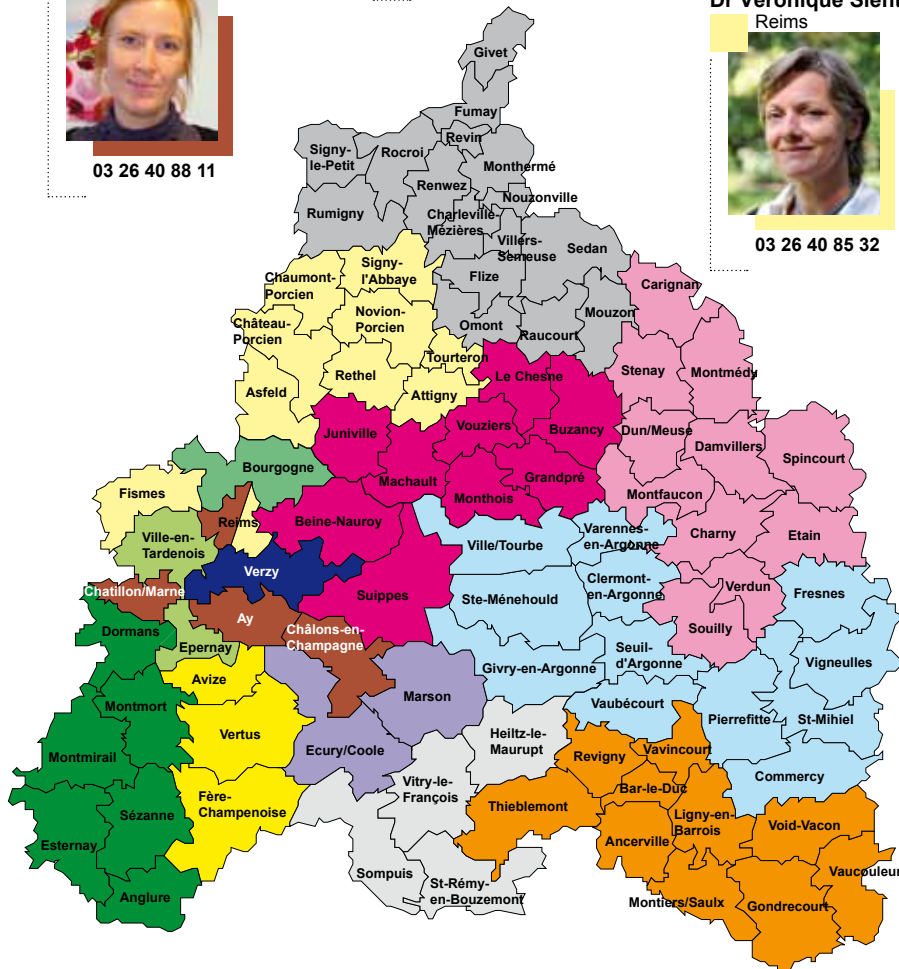 Dr Véronique
Reims
03 26 40 88 11
03 26 40 85 32
Givet
Fumay
Revin
Signy-
le-Petit
Rocroi
Monthermé
Renwez
Nouzonville
Rumigny
Charleville-
Mézières
Villers-
Semeuse
Sedan
Signy-
l'Abbaye
Chaumont-
Porcien
Flize
Carignan
Novion-
Porcien
Mouzon
Château-
Porcien
Omont
Raucourt
Tourteron
Rethel
Le Chesne
Stenay
Montmédy
Asfeld
Attigny
Juniville
Vouziers
Buzancy
Dun/Meuse
Damvillers
Spincourt
Bourgogne
Machault
Grandpré
Fismes
Monthois
Montfaucon
Reims
Beine-Nauroy
Varennes-
en-Argonne
Charny
Etain
Ville-en-
Tardenois
Ville/Tourbe
Verzy
Clermont-
en-Argonne
Verdun
Chatillon/Marne
Suippes
Ste-Ménehould
Fresnes
Ay
Souilly
Dormans
Châlons-en-
Champagne
Epernay
Givry-en-Argonne
Seuil-
d'Argonne
Vigneulles
Avize
Marson
Montmort
Vaubécourt
Pierrefitte
St-Mihiel
Vertus
Heiltz-le-
Maurupt
Ecury/Coole
Revigny
Vavincourt
Montmirail
Commercy
Vitry-le-
François
Bar-le-Duc
Fère-
Champenoise
Thieblemont
Sézanne
Ligny-en-
Barrois
Void-Vacon
Esternay
Ancerville
Sompuis
Vaucouleur
St-Rémy-
en-Bouzemont
Anglure
Montiers/Saulx
Gondrecourt